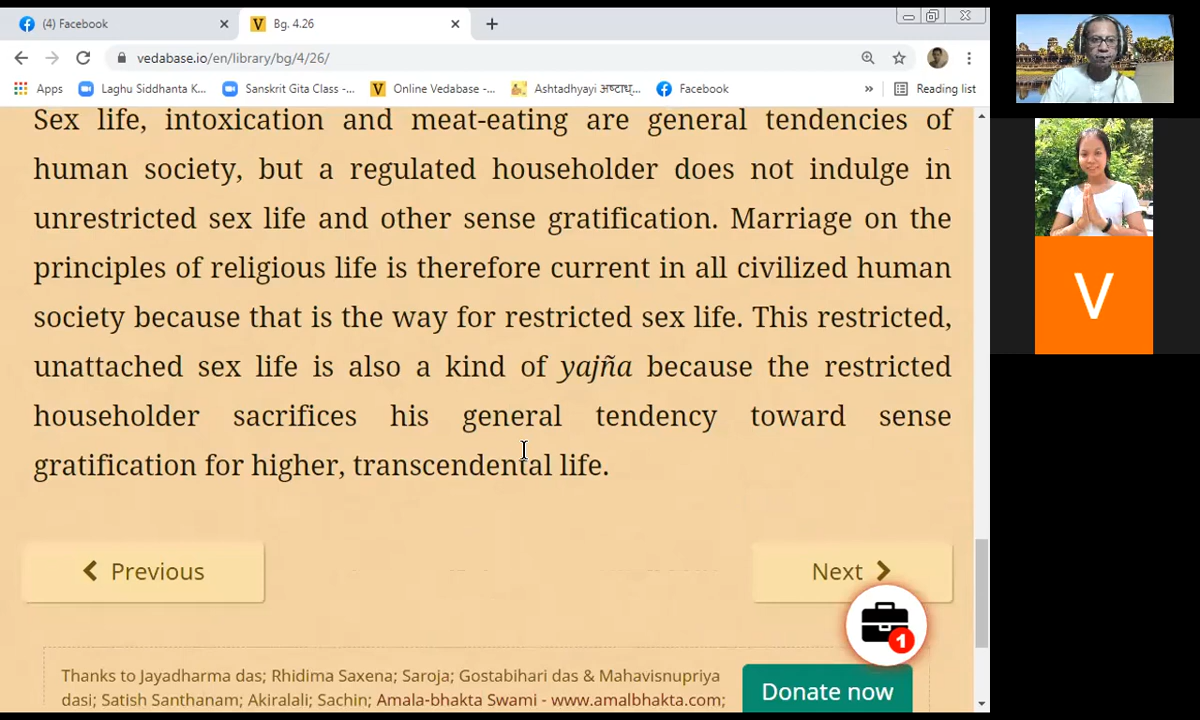 (4) Facebook
Bg. 4.26
vedabase.io/en/library/bg/4/26/
Apps
Laghu Siddhanta K...
Sanskrit Gita Class -...
Online Vedabase -...
Ashtadhyayi अष्टाध्...
Facebook
»
Reading list
Sex life, intoxication and meat-eating are general tendencies of
human society, but a regulated householder does not indulge in
unrestricted sex life and other sense gratification. Marriage on the
principles of religious life is therefore current in all civilized human
society because that is the way for restricted sex life. This restricted,
unattached sex life is also a kind of yajña because the restricted
householder sacrifices his general tendency toward sense
gratification for higher, transcendental life.
Previous
Next
1
Thanks to Jayadharma das; Rhidima Saxena; Saroja; Gostabihari das & Mahavisnupriya
dasi; Satish Santhanam; Akiralali; Sachin; Amala-bhakta Swami - www.amalbhakta.com;
Donate now
V